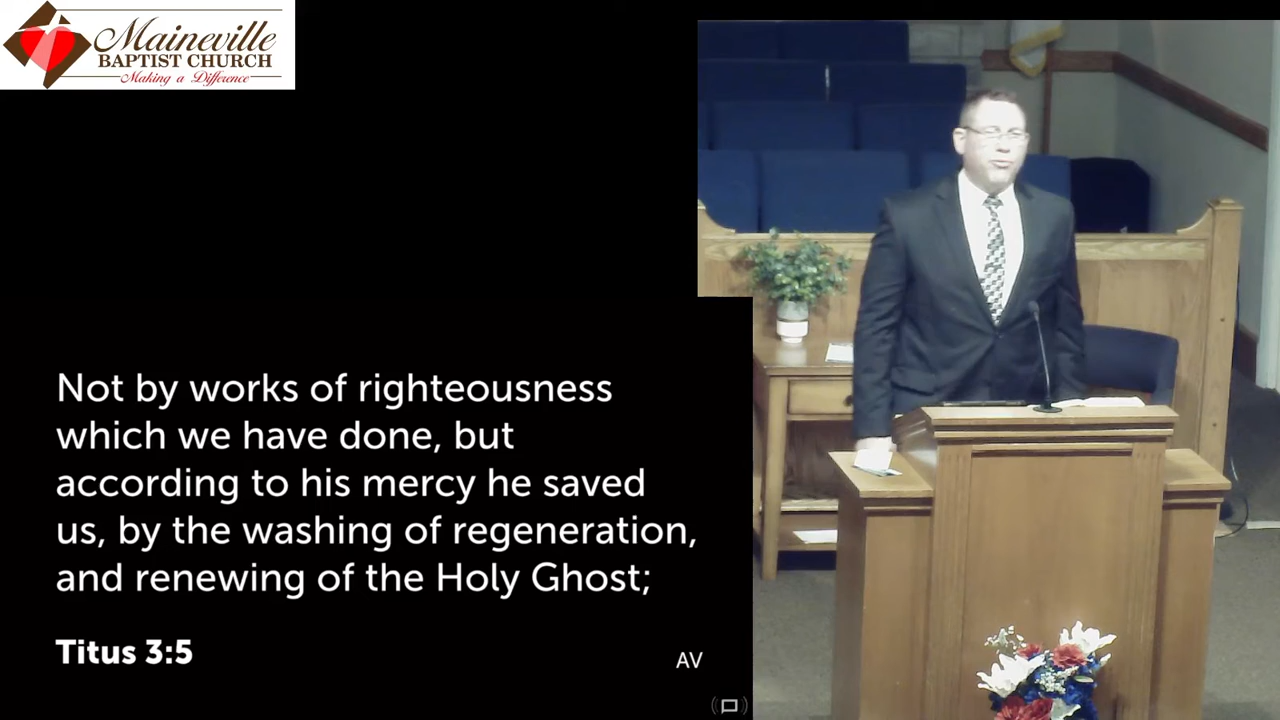 Maineville
BAPTIST CHURCH
Making a Difference
Not by works of righteousness
which we have done, but
according to his mercy he saved
us, by the washing of regeneration,
and renewing of the Holy Ghost;
Titus 3:5
AV